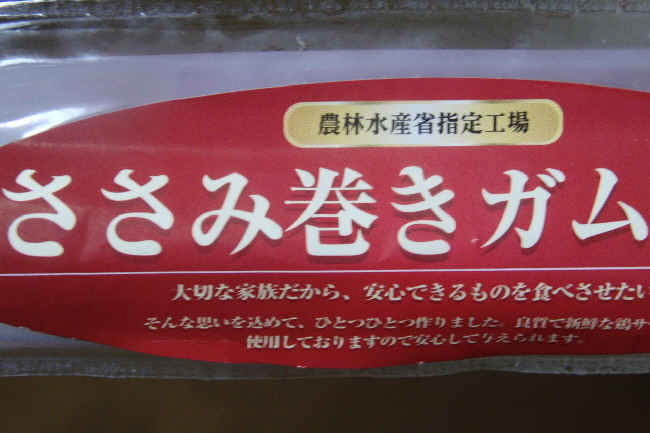 農林水産省指定工場
ささみ巻きガム
大切な家族だから、安心できるものを食べさせたい
そんな思いを込めて、ひとつひとつ作りました。良質で新鮮な鶏サ
使用しておりますので安心して与えられます。